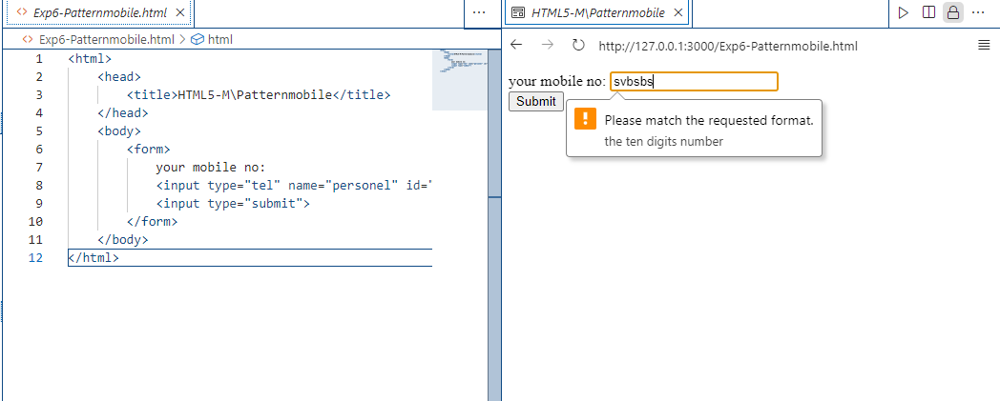 Exp6-Patternmobile.html
Exp6-Patternmobile.html > html
1 <html>
2 <head>
3 <title>HTML5-M\Patternmobile</title>
4 </head>
5 <body>
6 <form>
7 your mobile no:
8 <input type="tel" name="personel" id="
9 <input type="submit">
10 </form>
11 </body>
12 </html>
HTML5-M\Patternmobile
http://127.0.0.1:3000/Exp6-Patternmobile.html
your mobile no: svbsbs
Submit
Please match the requested format.
the ten digits number